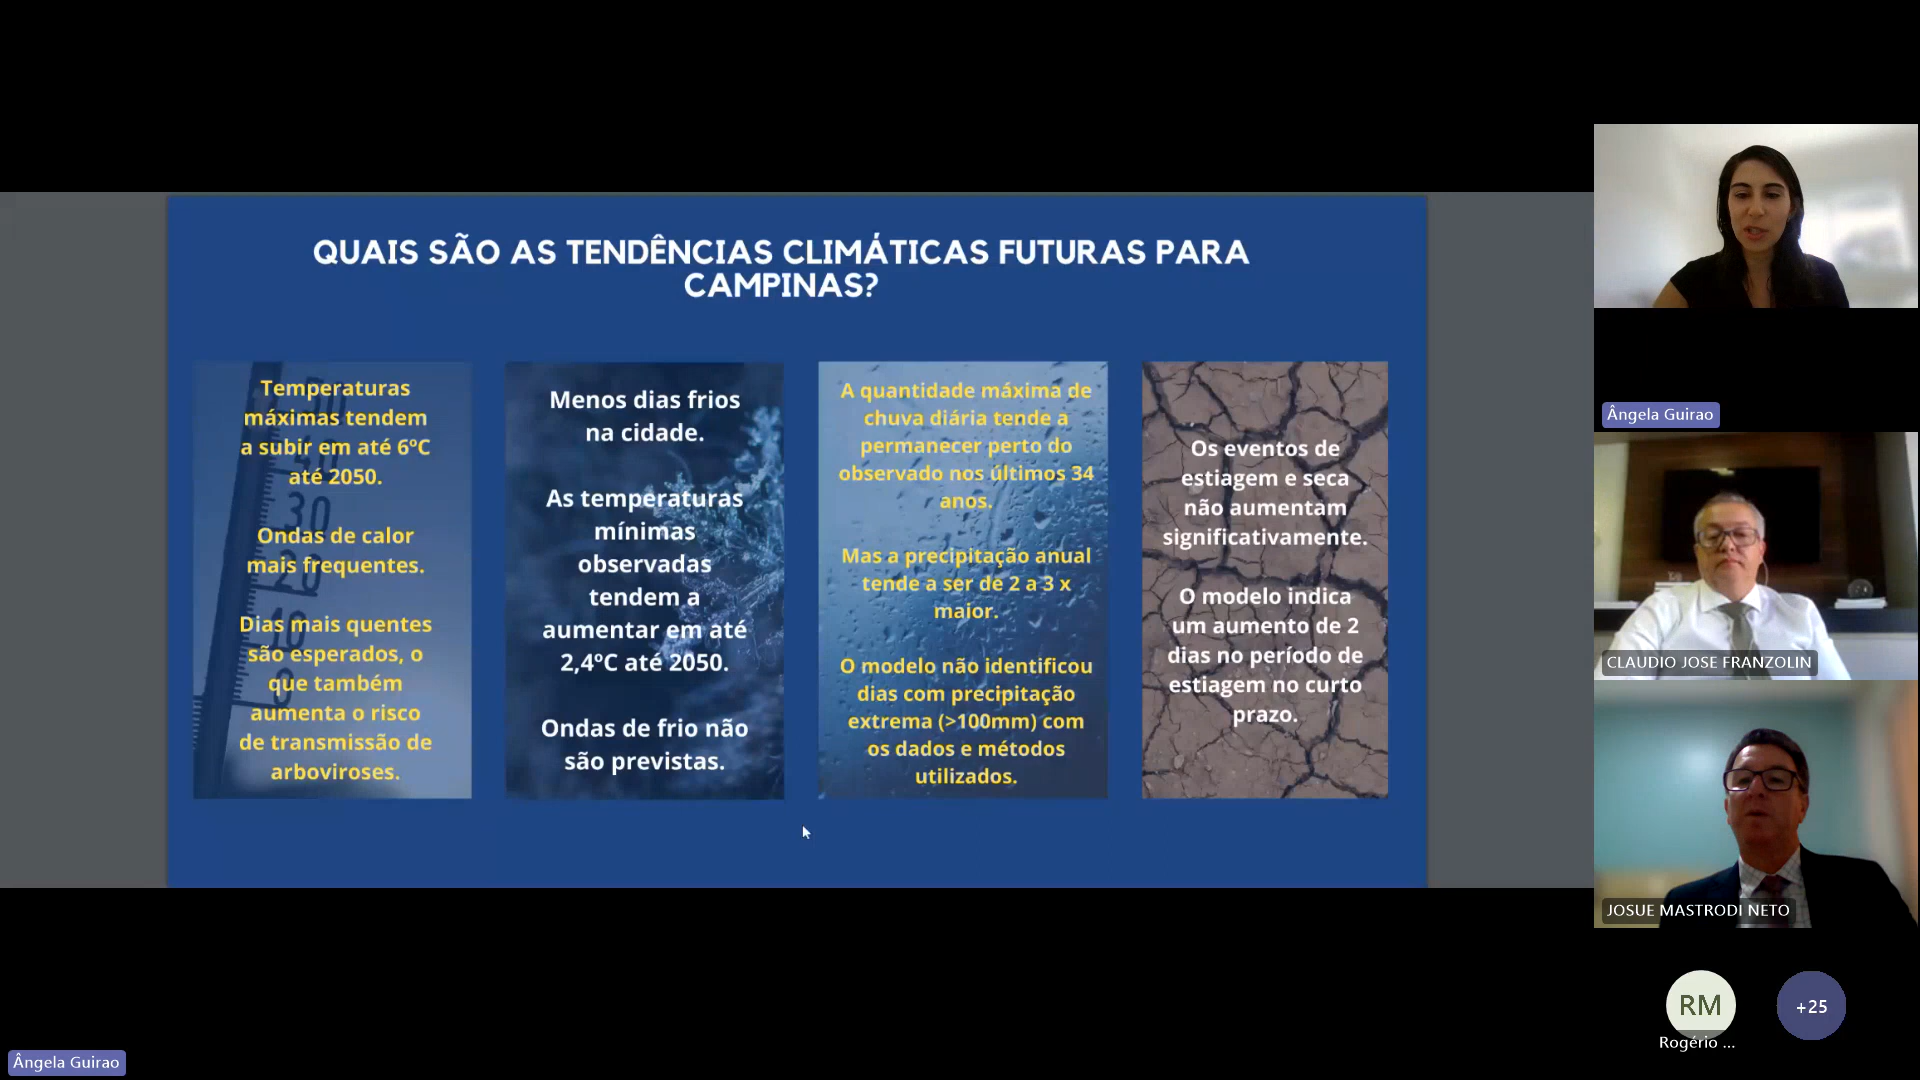 QUAIS SÃO AS TENDÊNCIAS CLIMÁTICAS FUTURAS PARA
CAMPINAS?
Temperaturas
máximas tendem
a subir em até 6ºC
até 2050.
Ondas de calor
mais frequentes.
Dias mais quentes
são esperados, o
que também
aumenta o risco
de transmissão de
arboviroses.
Menos dias frios
na cidade.
As temperaturas
mínimas
observadas
tendem a
aumentar em até
2,4ºC até 2050.
Ondas de frio não
são previstas.
A quantidade máxima de
chuva diária tende a
permanecer perto do
observado nos últimos 34
anos.
Mas a precipitação anual
tende a ser de 2 a 3 x
maior.
O modelo não identificou
dias com precipitação
extrema (>100mm) com
os dados e métodos
utilizados.
Os eventos de
estiagem e seca
não aumentam
significativamente.
O modelo indica
um aumento de 2
dias no período de
estiagem no curto
prazo.
30
20
10
0
Ângela Guirao
CLAUDIO JOSE FRANZOLIN
JOSUE MASTRODI NETO
RM
+25
Rogério ...
Ângela Guirao